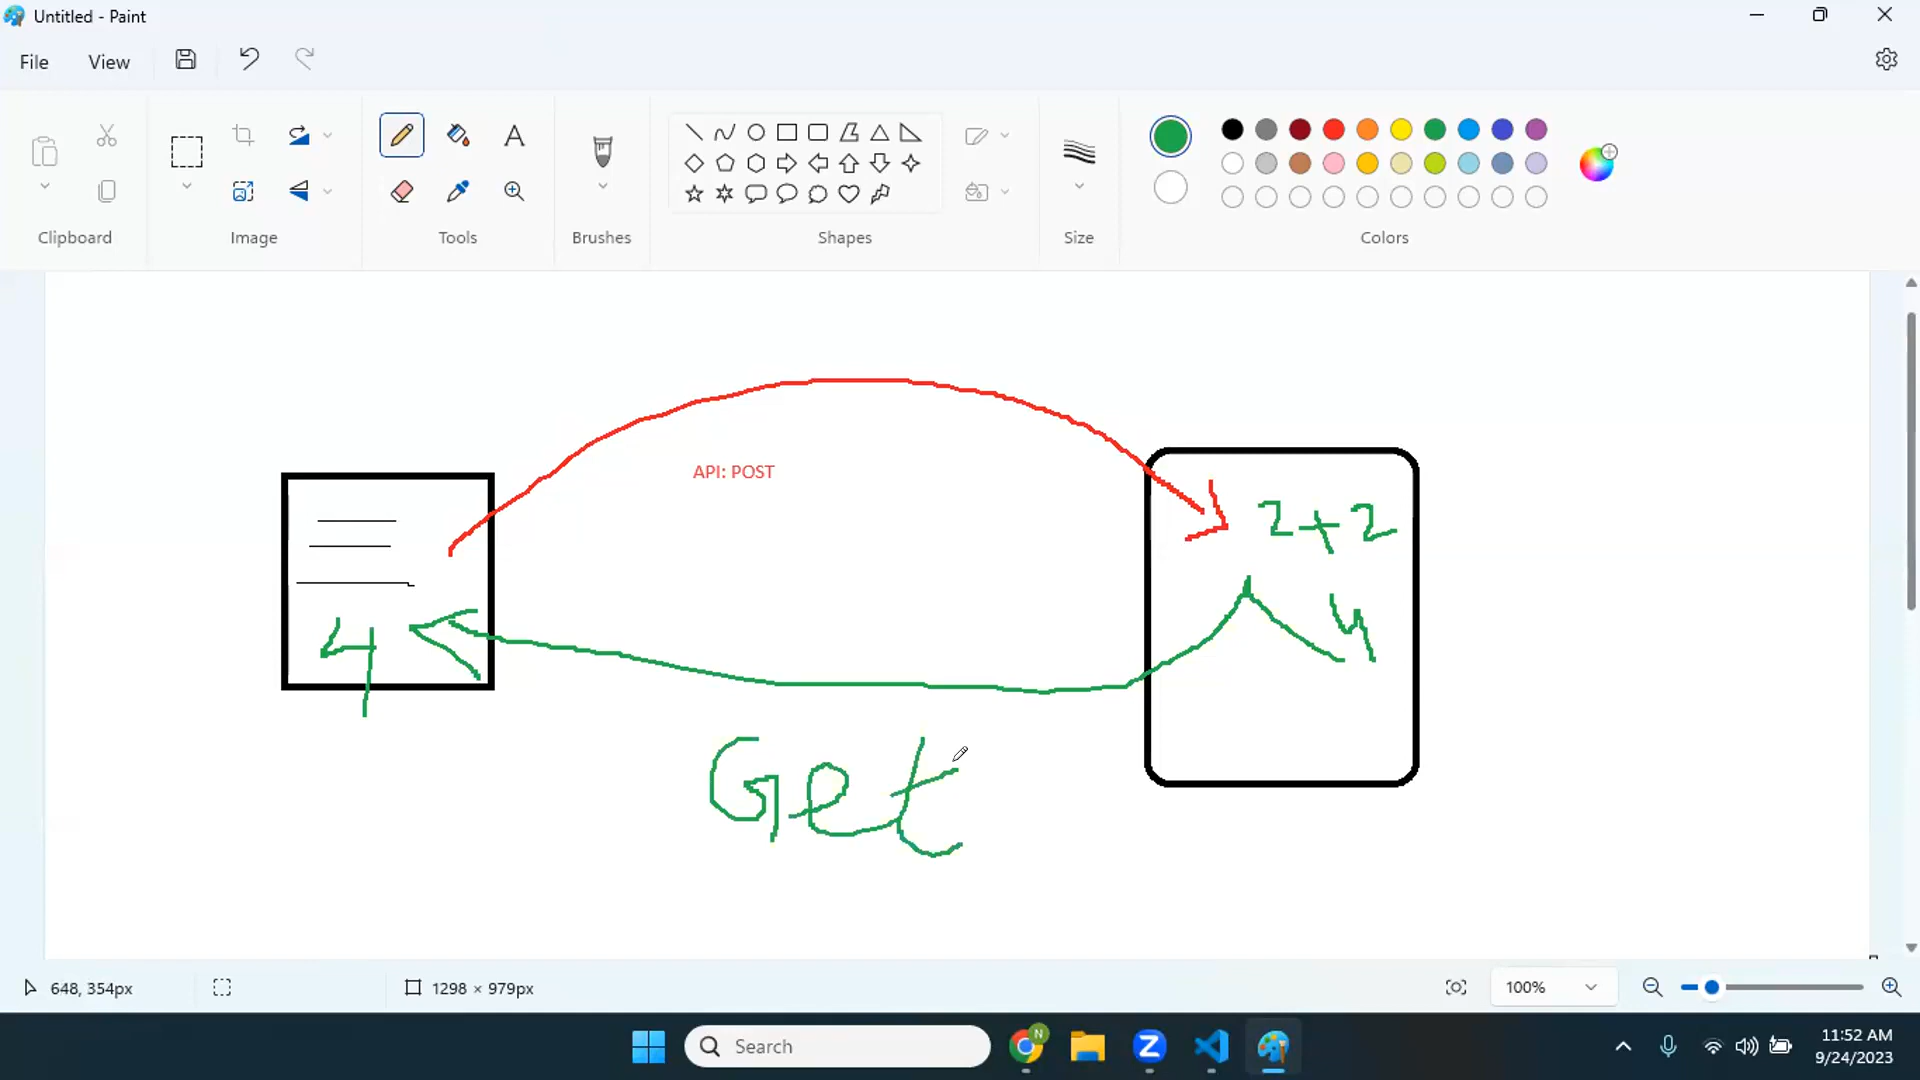 Untitled - Paint
File View
Clipboard Image Tools Brushes Shapes Size Colors
API: POST
2+2
4
4
Get
648, 354px 1298 × 979px 100%
Search
N
11:52 AM
9/24/2023